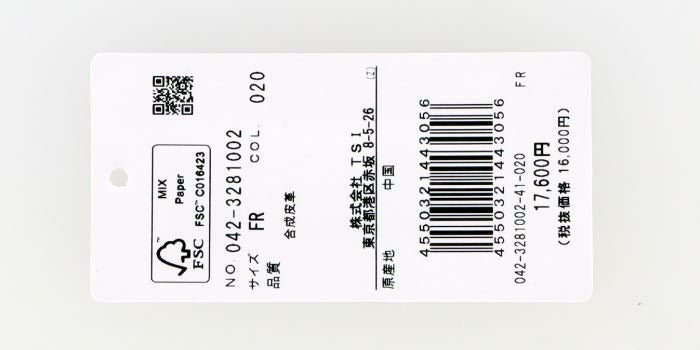 MIX
Paper
FSC™ C016423
FSC
NO. 042-3281002
サイズ FR COL. 020
品質
合成皮革
株式会社 TSI
東京都港区赤坂 8-5-26 (Z)
原産地 中国
4550321443056
4550321443056
042-3281002-41-020 FR
17,600円
(税抜価格 16,000円)